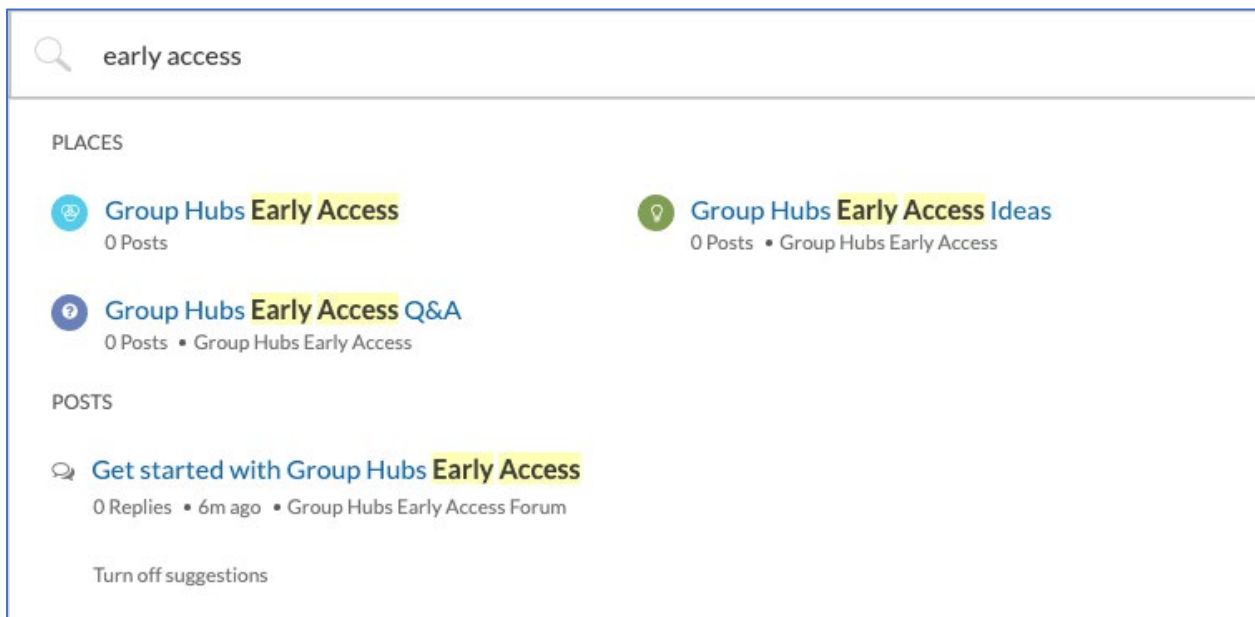 early access
PLACES
Group Hubs Early Access
0 Posts
Group Hubs Early Access Ideas
0 Posts • Group Hubs Early Access
Group Hubs Early Access Q&A
0 Posts • Group Hubs Early Access
POSTS
Get started with Group Hubs Early Access
0 Replies • 6m ago • Group Hubs Early Access Forum
Turn off suggestions